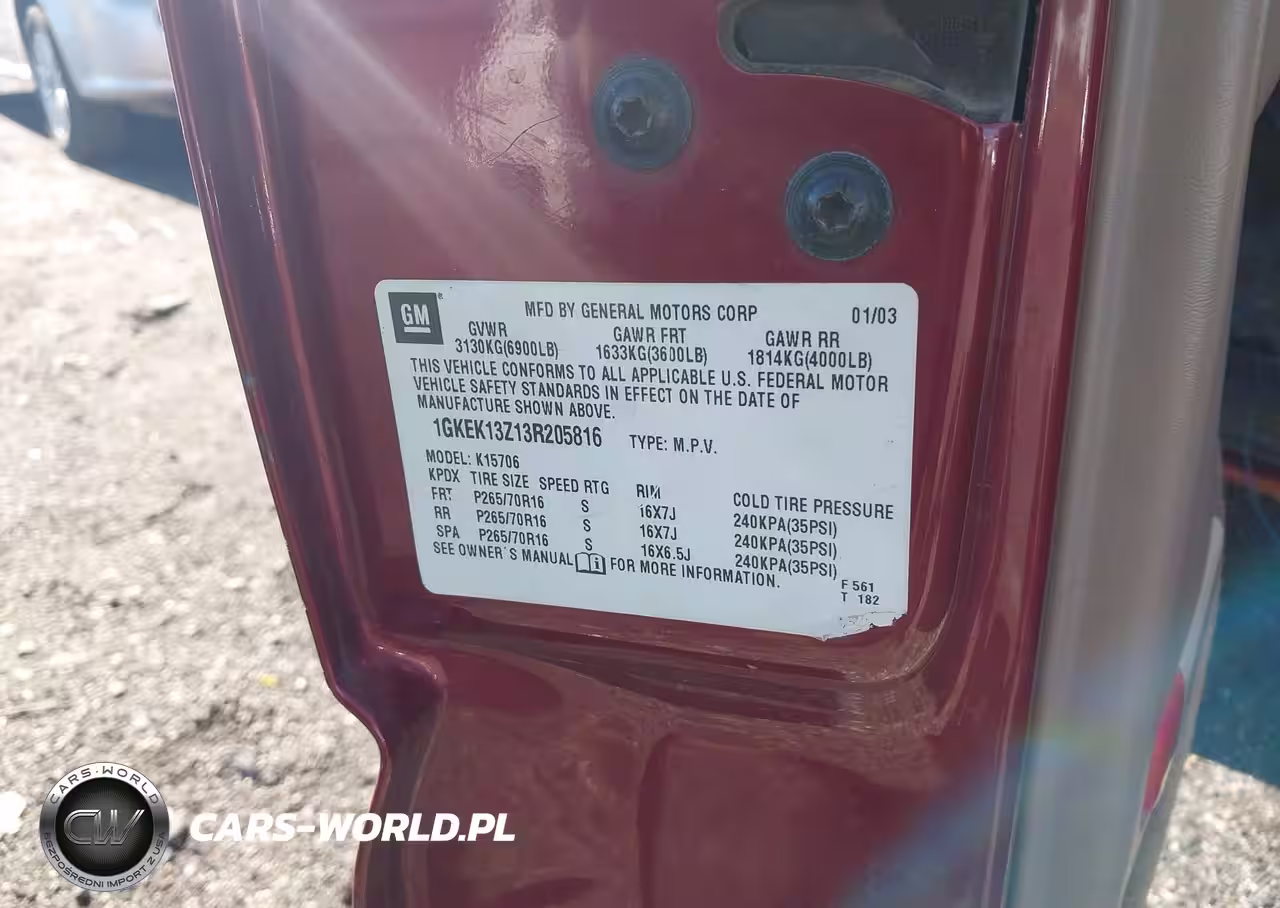 GM®
MFD BY GENERAL MOTORS CORP 01/03
GVWR GAWR FRT GAWR RR
3130KG(6900LB) 1633KG(3600LB) 1814KG(4000LB)
THIS VEHICLE CONFORMS TO ALL APPLICABLE U.S. FEDERAL MOTOR
VEHICLE SAFETY STANDARDS IN EFFECT ON THE DATE OF
MANUFACTURE SHOWN ABOVE.
1GKEK13Z13R205816 TYPE: M.P.V.
MODEL: K15706
KPDX TIRE SIZE SPEED RTG RIM COLD TIRE PRESSURE
FRT P265/70R16 S 16X7J 240KPA(35PSI)
RR P265/70R16 S 16X7J 240KPA(35PSI)
SPA P265/70R16 S 16X6.5J 240KPA(35PSI)
SEE OWNER'S MANUAL FOR MORE INFORMATION.
F 561
T 182
CARS-WORLD
CW
BEZPOŚREDNI IMPORT Z USA
CARS-WORLD.PL